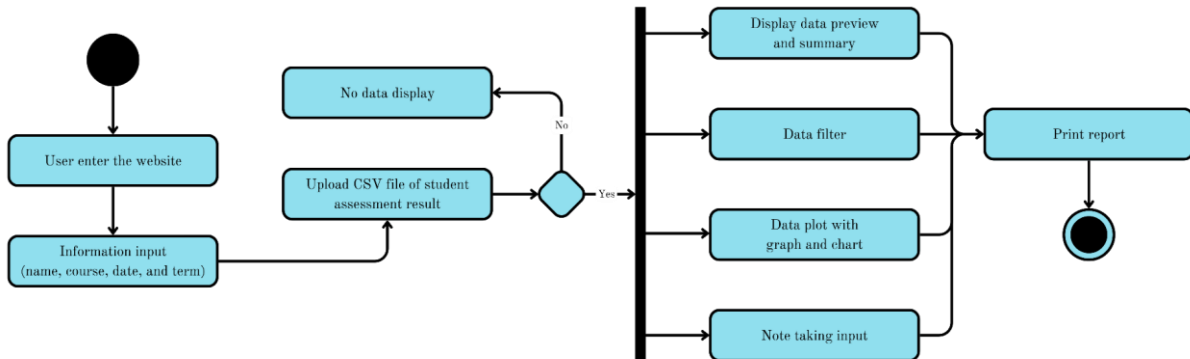 User enter the website
Information input
(name, course, date, and term)
No data display
Upload CSV file of student
assessment result
No
Yes
Display data preview
and summary
Data filter
Data plot with
graph and chart
Note taking input
Print report